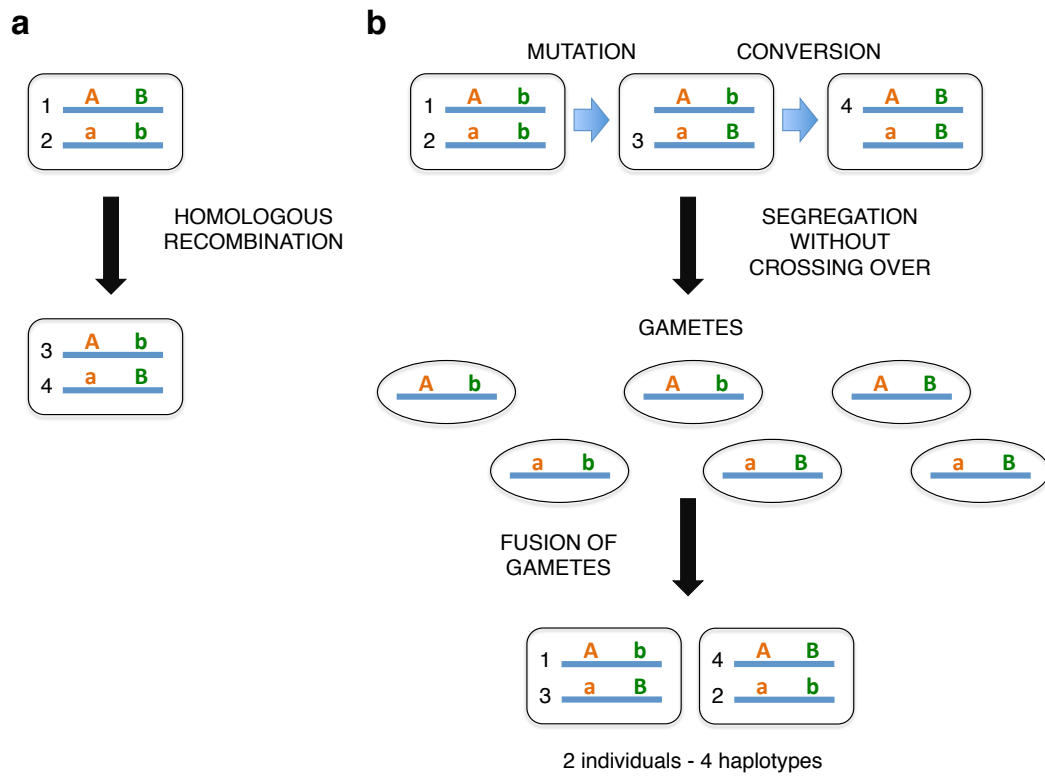 a
1 A B
2 a b
HOMOLOGOUS
RECOMBINATION
3 A b
4 a B
b
MUTATION
CONVERSION
1 A b
2 a b
A b
3 a B
4 A B
a B
SEGREGATION
WITHOUT
CROSSING OVER
GAMETES
A b
A b
A B
a b
a B
a B
FUSION OF
GAMETES
1 A b
3 a B
4 A B
2 a b
2 individuals - 4 haplotypes